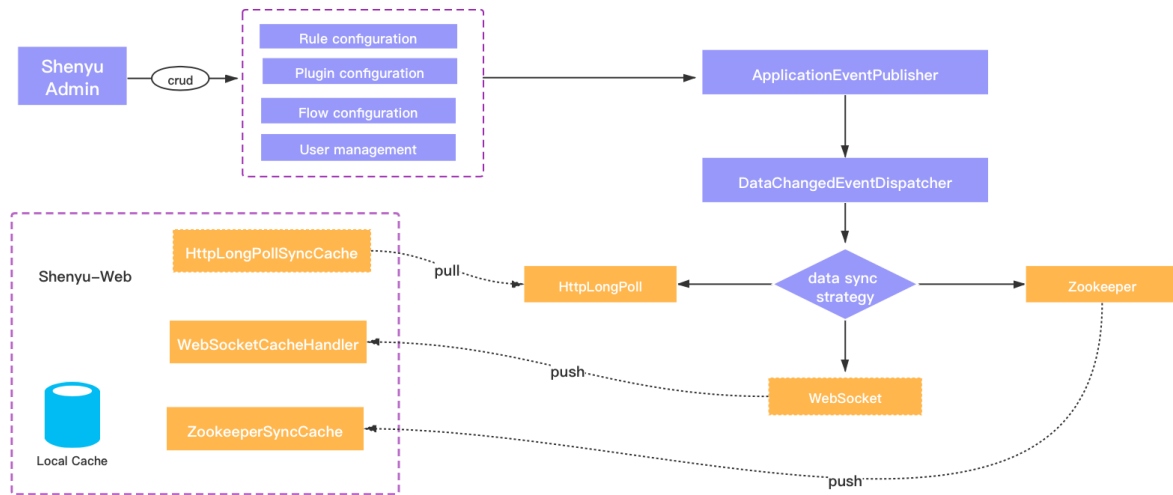 Shenyu
Admin
crud
Rule configuration
Plugin configuration
Flow configuration
User management
ApplicationEventPublisher
DataChangedEventDispatcher
data sync
strategy
HttpLongPoll
Zookeeper
WebSocket
Shenyu-Web
HttpLongPollSyncCache
pull
WebSocketCacheHandler
push
ZookeeperSyncCache
push
Local Cache